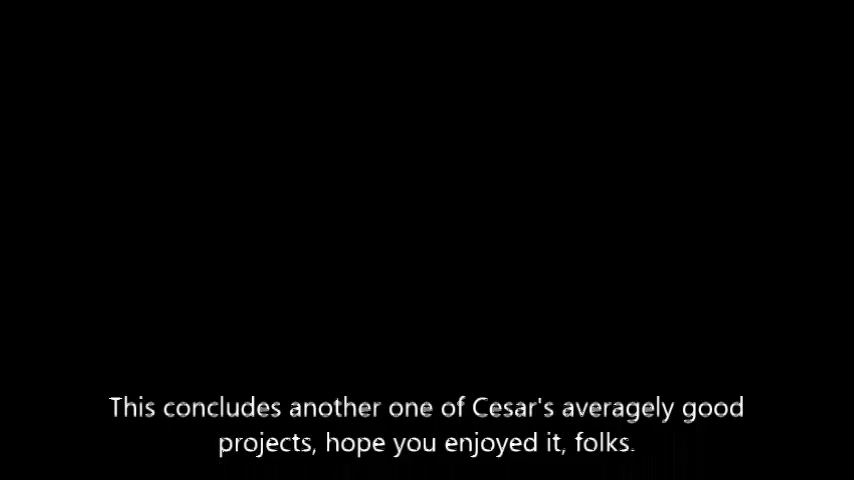 This concludes another one of Cesar's averagely good
projects, hope you enjoyed it, folks.